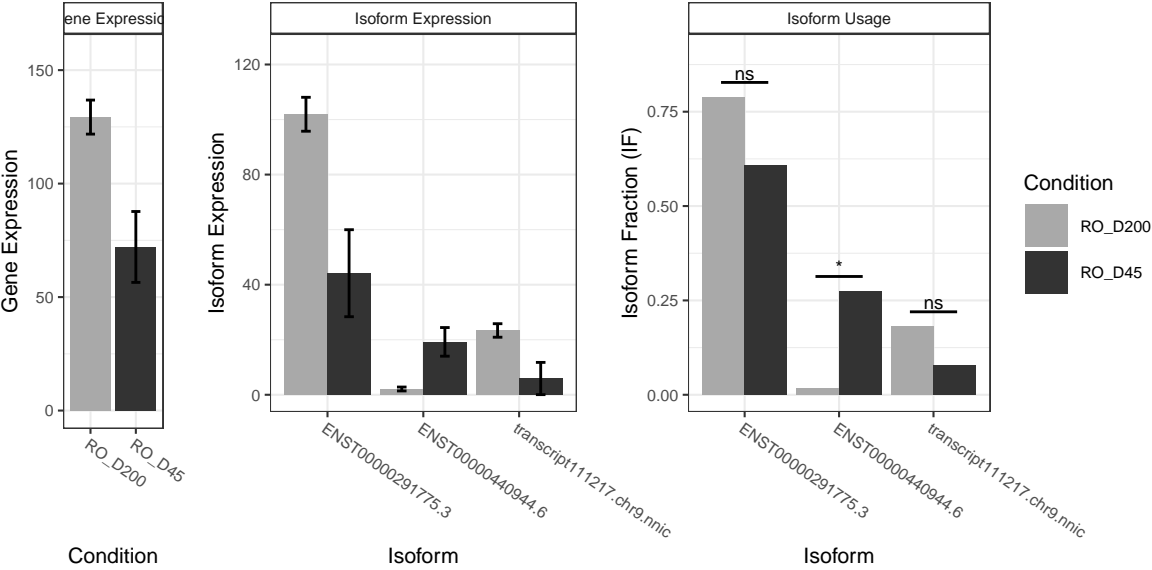 ene Expressio
Gene Expression
150
100
50
0
RO_D200
RO_D45
Condition
Isoform Expression
Isoform Expression
120
80
40
0
ENST00000291775.3
ENST00000440944.6
transcript111217.chr9.nnic
Isoform
Isoform Usage
Isoform Fraction (IF)
0.75
0.50
0.25
0.00
ns
*
ns
ENST00000291775.3
ENST00000440944.6
transcript111217.chr9.nnic
Isoform
Condition
RO_D200
RO_D45